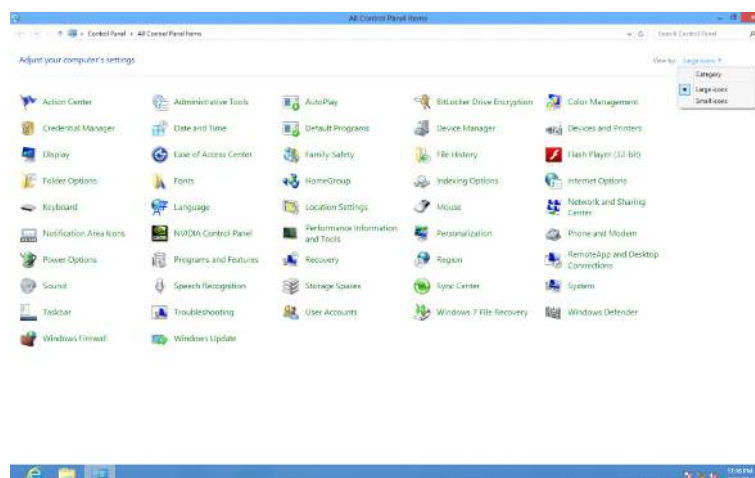 All Control Panel Items
Control Panel › All Control Panel Items
Search Control Panel
Adjust your computer's settings
View by: Large icons
Category
Large icons
Small icons
Action Center
Administrative Tools
AutoPlay
BitLocker Drive Encryption
Color Management
Credential Manager
Date and Time
Default Programs
Device Manager
Devices and Printers
Display
Ease of Access Center
Family Safety
File History
Flash Player (32-bit)
Folder Options
Fonts
HomeGroup
Indexing Options
Internet Options
Keyboard
Language
Location Settings
Mouse
Network and Sharing
Center
Notification Area Icons
NVIDIA Control Panel
Performance Information
and Tools
Personalization
Phone and Modem
Power Options
Programs and Features
Recovery
Region
RemoteApp and Desktop
Connections
Sound
Speech Recognition
Storage Spaces
Sync Center
System
Taskbar
Troubleshooting
User Accounts
Windows 7 File Recovery
Windows Defender
Windows Firewall
Windows Update